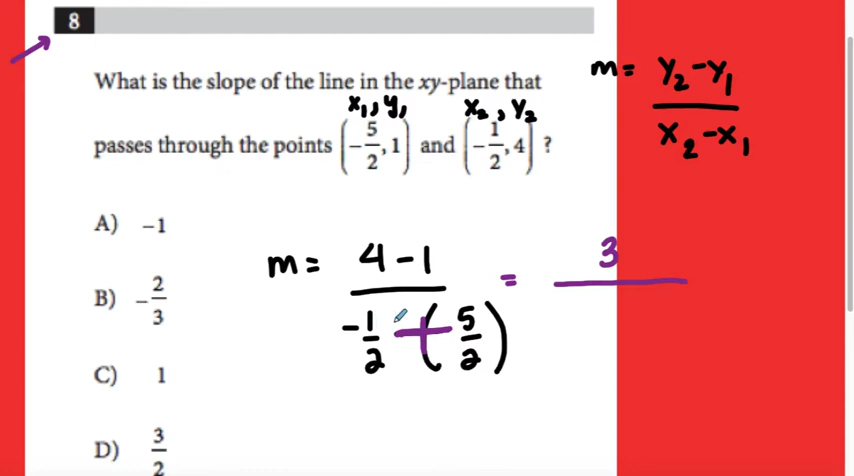 8
What is the slope of the line in the xy-plane that
x₁, y₁ x₂, y₂
passes through the points (-5/2, 1) and (-1/2, 4) ?
m = y₂-y₁ / x₂-x₁
A) -1
B) -2/3
C) 1
D) 3/2
m = 4-1 / -1/2 + (5/2) = 3